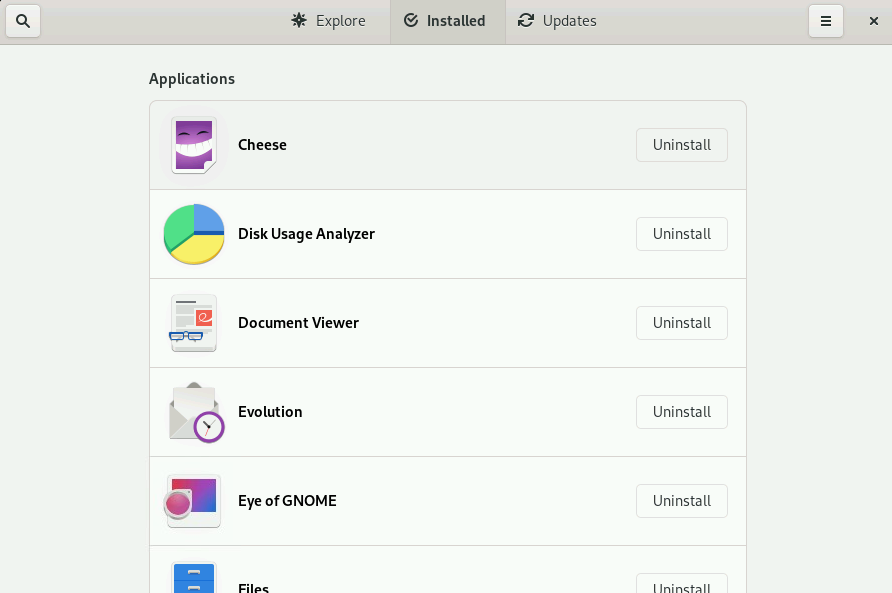 Explore Installed Updates
Applications
Cheese Uninstall
Disk Usage Analyzer Uninstall
Document Viewer Uninstall
Evolution Uninstall
Eye of GNOME Uninstall
Files Uninstall